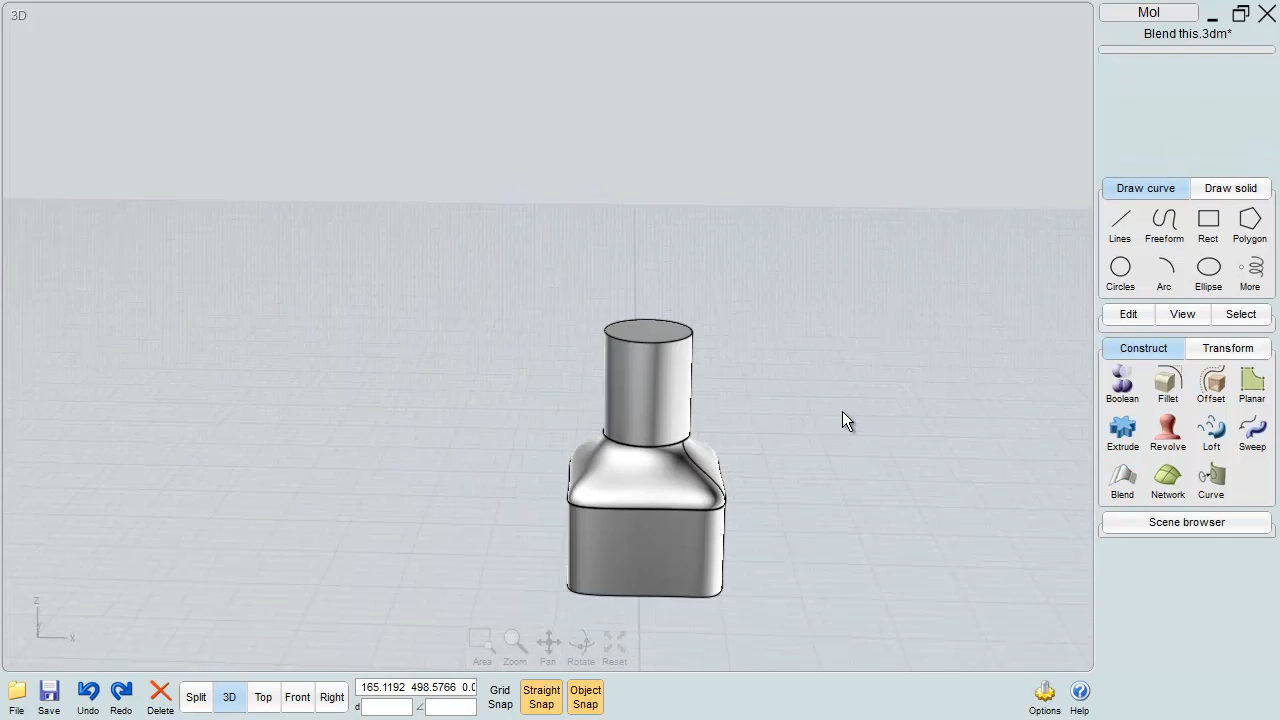 3D
MoI
Blend this.3dm*
Draw curve Draw solid
Lines Freeform Rect Polygon
Circles Arc Ellipse More
Edit View Select
Construct Transform
Boolean Fillet Offset Planar
Extrude Revolve Loft Sweep
Blend Network Curve
Scene browser
z
x
Area Zoom Pan Rotate Reset
File Save Undo Redo Delete Split 3D Top Front Right 165.1192 498.5766 0.0 d Grid Snap Straight Snap Object Snap Options Help